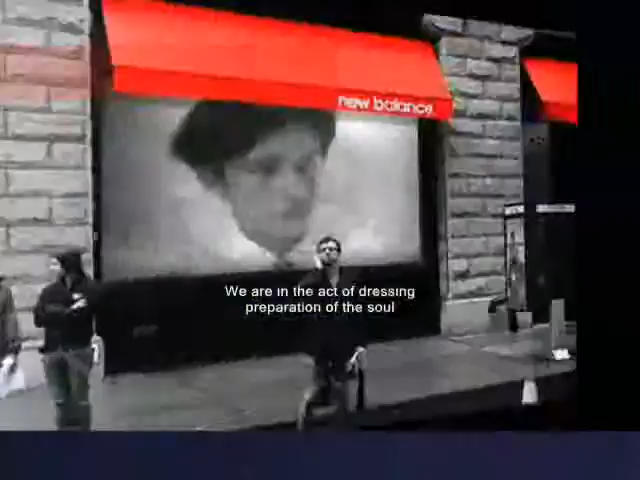 new balance
We are in the act of dressing
preparation of the soul